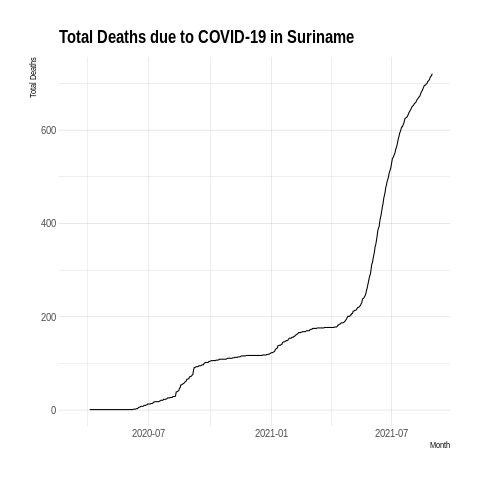 Total Deaths due to COVID-19 in Suriname
Total Deaths
600
400
200
0
2020-07
2021-01
2021-07
Month